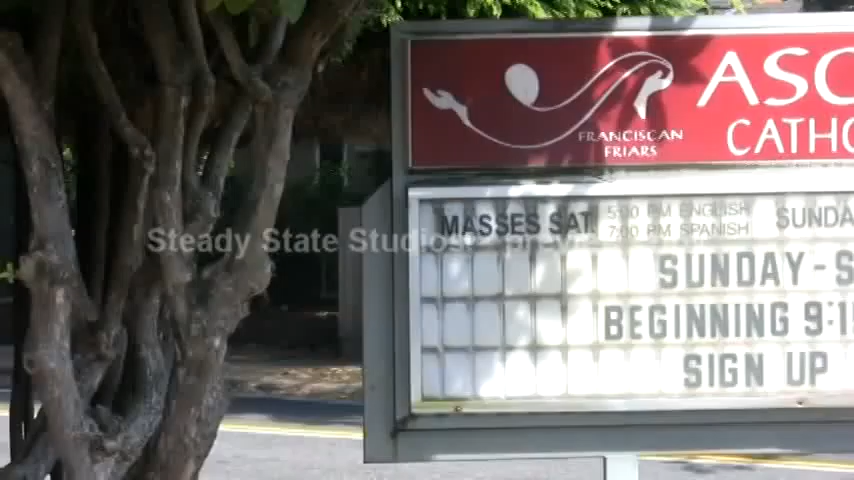 ASC
CATHO
FRANCISCAN
FRIARS
MASSES SAT. 5:00 PM ENGLISH SUNDA
7:00 PM SPANISH
SUNDAY-S
BEGINNING 9:15
SIGN UP
Steady State Studios